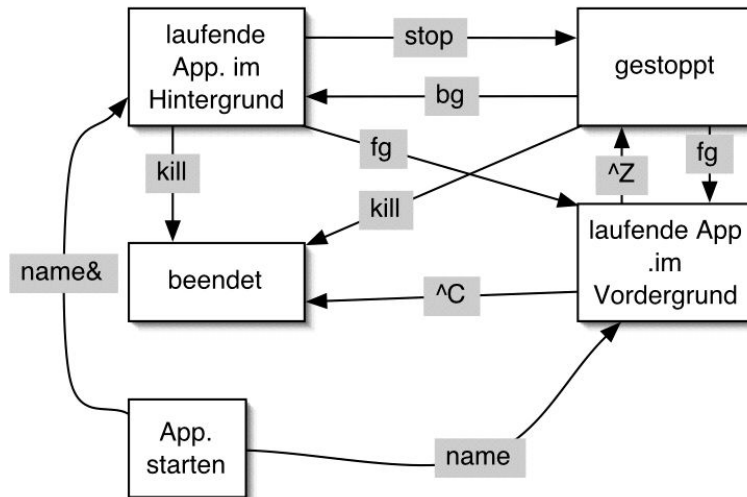 laufende
App. im
Hintergrund
stop
gestoppt
bg
fg
^Z
fg
kill
kill
laufende App
.im
Vordergrund
name&
beendet
^C
App.
starten
name